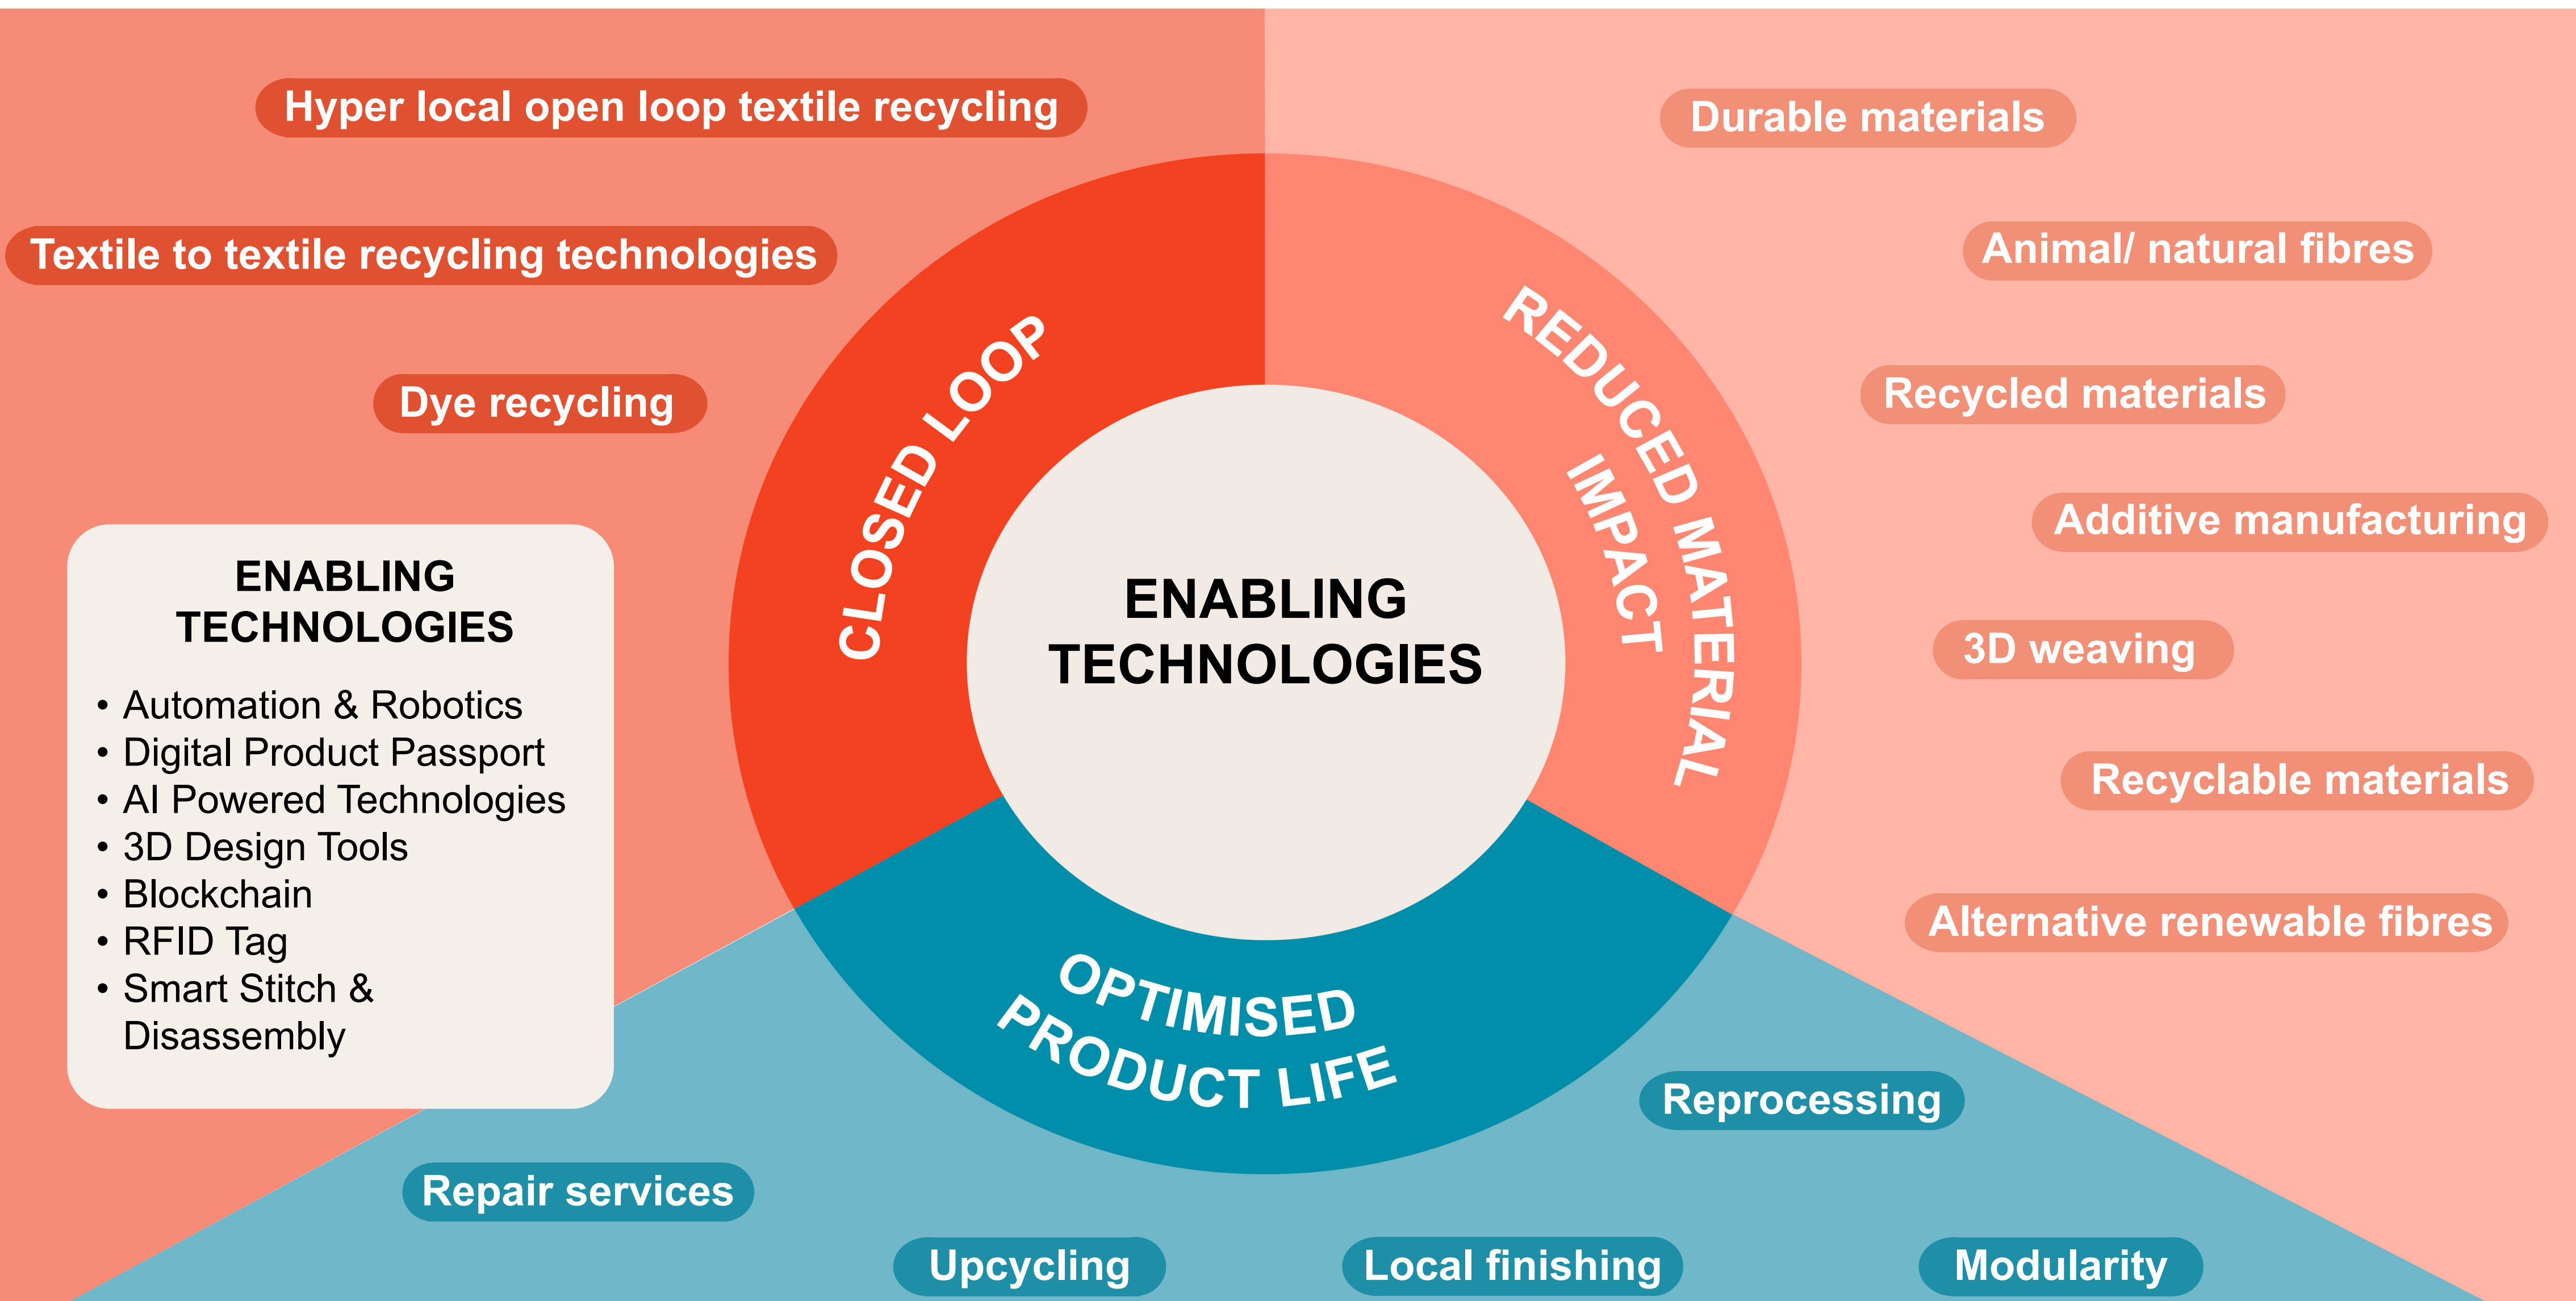 Hyper local open loop textile recycling
Textile to textile recycling technologies
Dye recycling
CLOSED LOOP
ENABLING
TECHNOLOGIES
• Automation & Robotics
• Digital Product Passport
• AI Powered Technologies
• 3D Design Tools
• Blockchain
• RFID Tag
• Smart Stitch &
Disassembly
ENABLING
TECHNOLOGIES
REDUCED MATERIAL
IMPACT
Durable materials
Animal/ natural fibres
Recycled materials
Additive manufacturing
3D weaving
Recyclable materials
Alternative renewable fibres
OPTIMISED
PRODUCT LIFE
Reprocessing
Repair services
Upcycling
Local finishing
Modularity